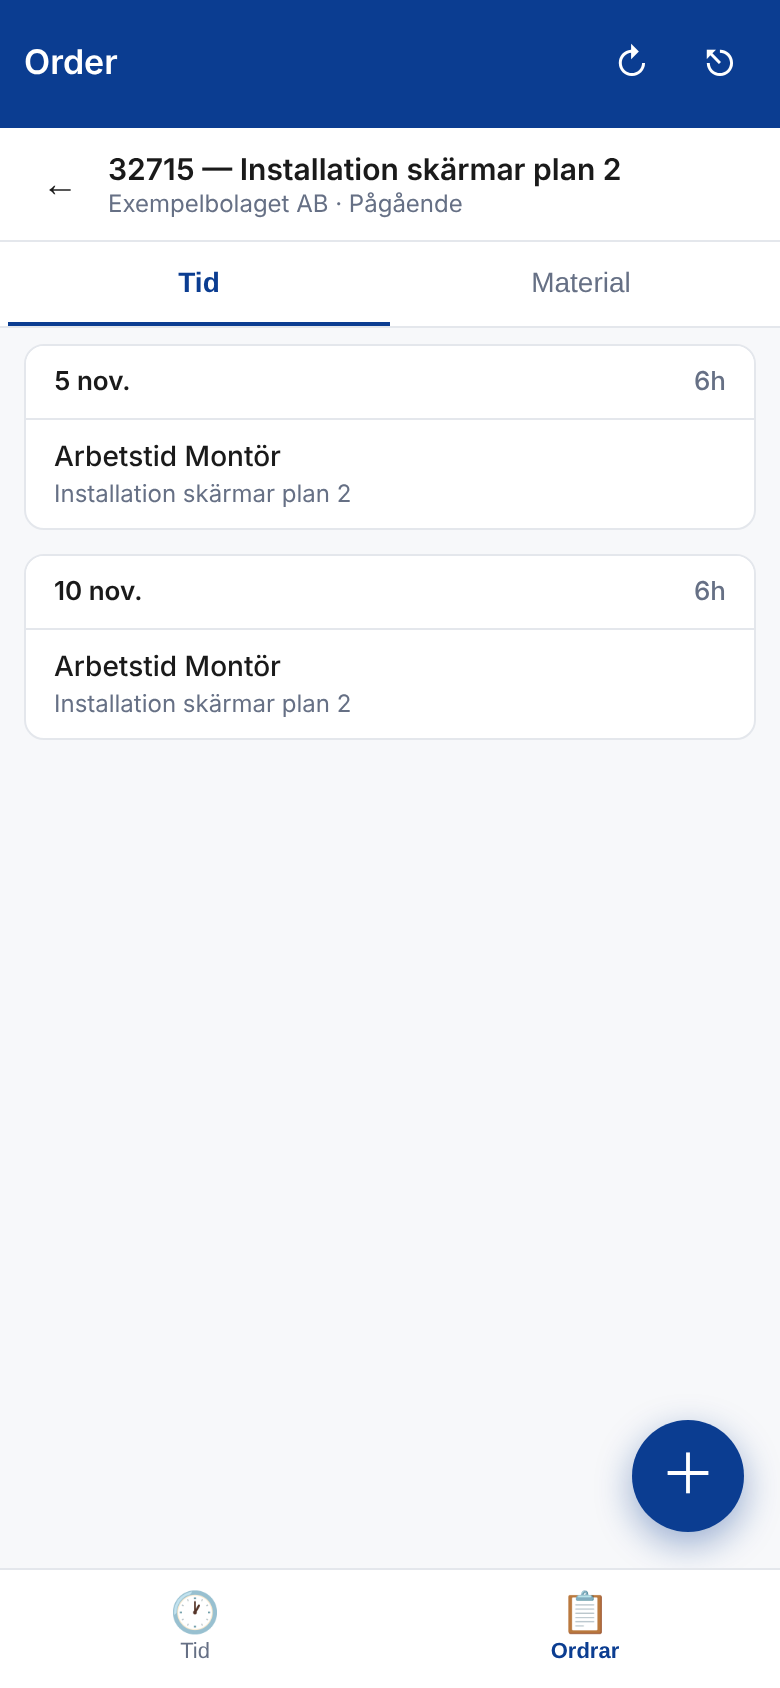 Order
32715 — Installation skärmar plan 2
Exempelbolaget AB · Pågående
Tid
Material
5 nov.
6h
Arbetstid Montör
Installation skärmar plan 2
10 nov.
6h
Arbetstid Montör
Installation skärmar plan 2
Tid
Ordrar